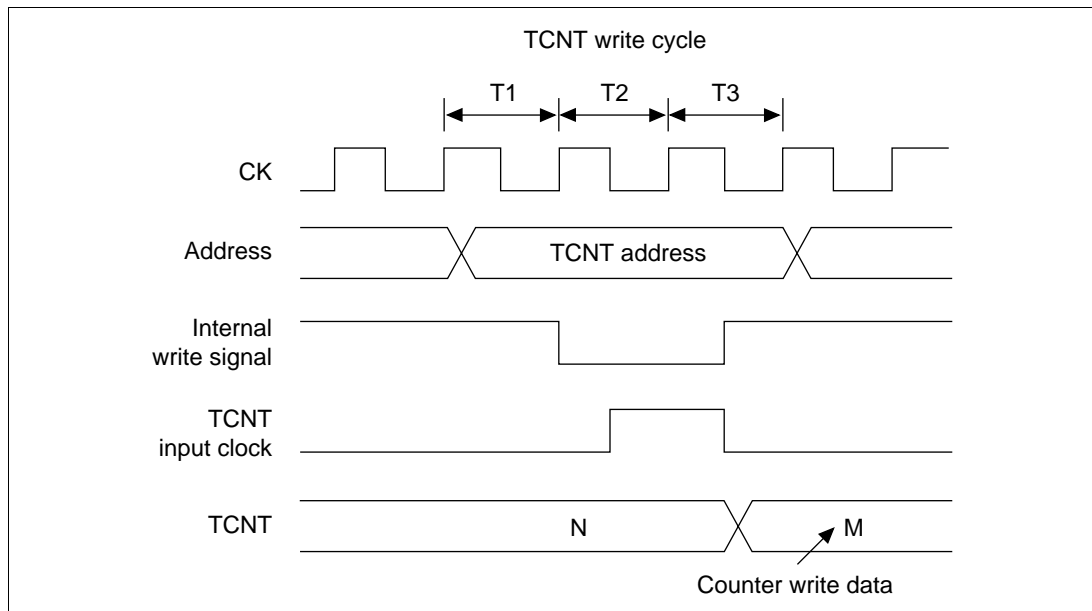 TCNT write cycle
T1 T2 T3
CK
Address
TCNT address
Internal
write signal
TCNT
input clock
TCNT
N
M
Counter write data